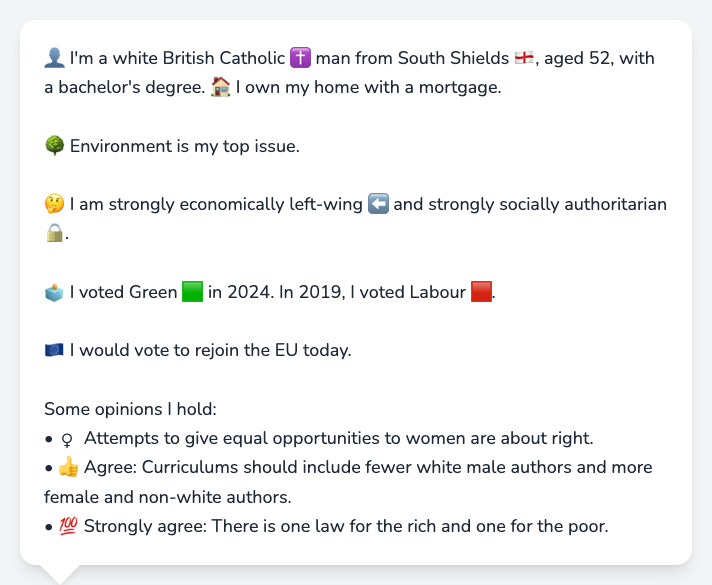 👤 I'm a white British Catholic ✝️ man from South Shields 🏴󠁧󠁢󠁥󠁮󠁧󠁿, aged 52, with
a bachelor's degree. 🏠 I own my home with a mortgage.
🌳 Environment is my top issue.
🤔 I am strongly economically left-wing ⬅️ and strongly socially authoritarian
🔒.
🗳️ I voted Green 🟩 in 2024. In 2019, I voted Labour 🟥.
🇪🇺 I would vote to rejoin the EU today.
Some opinions I hold:
• ♀ Attempts to give equal opportunities to women are about right.
• 👍 Agree: Curriculums should include fewer white male authors and more
female and non-white authors.
• 💯 Strongly agree: There is one law for the rich and one for the poor.